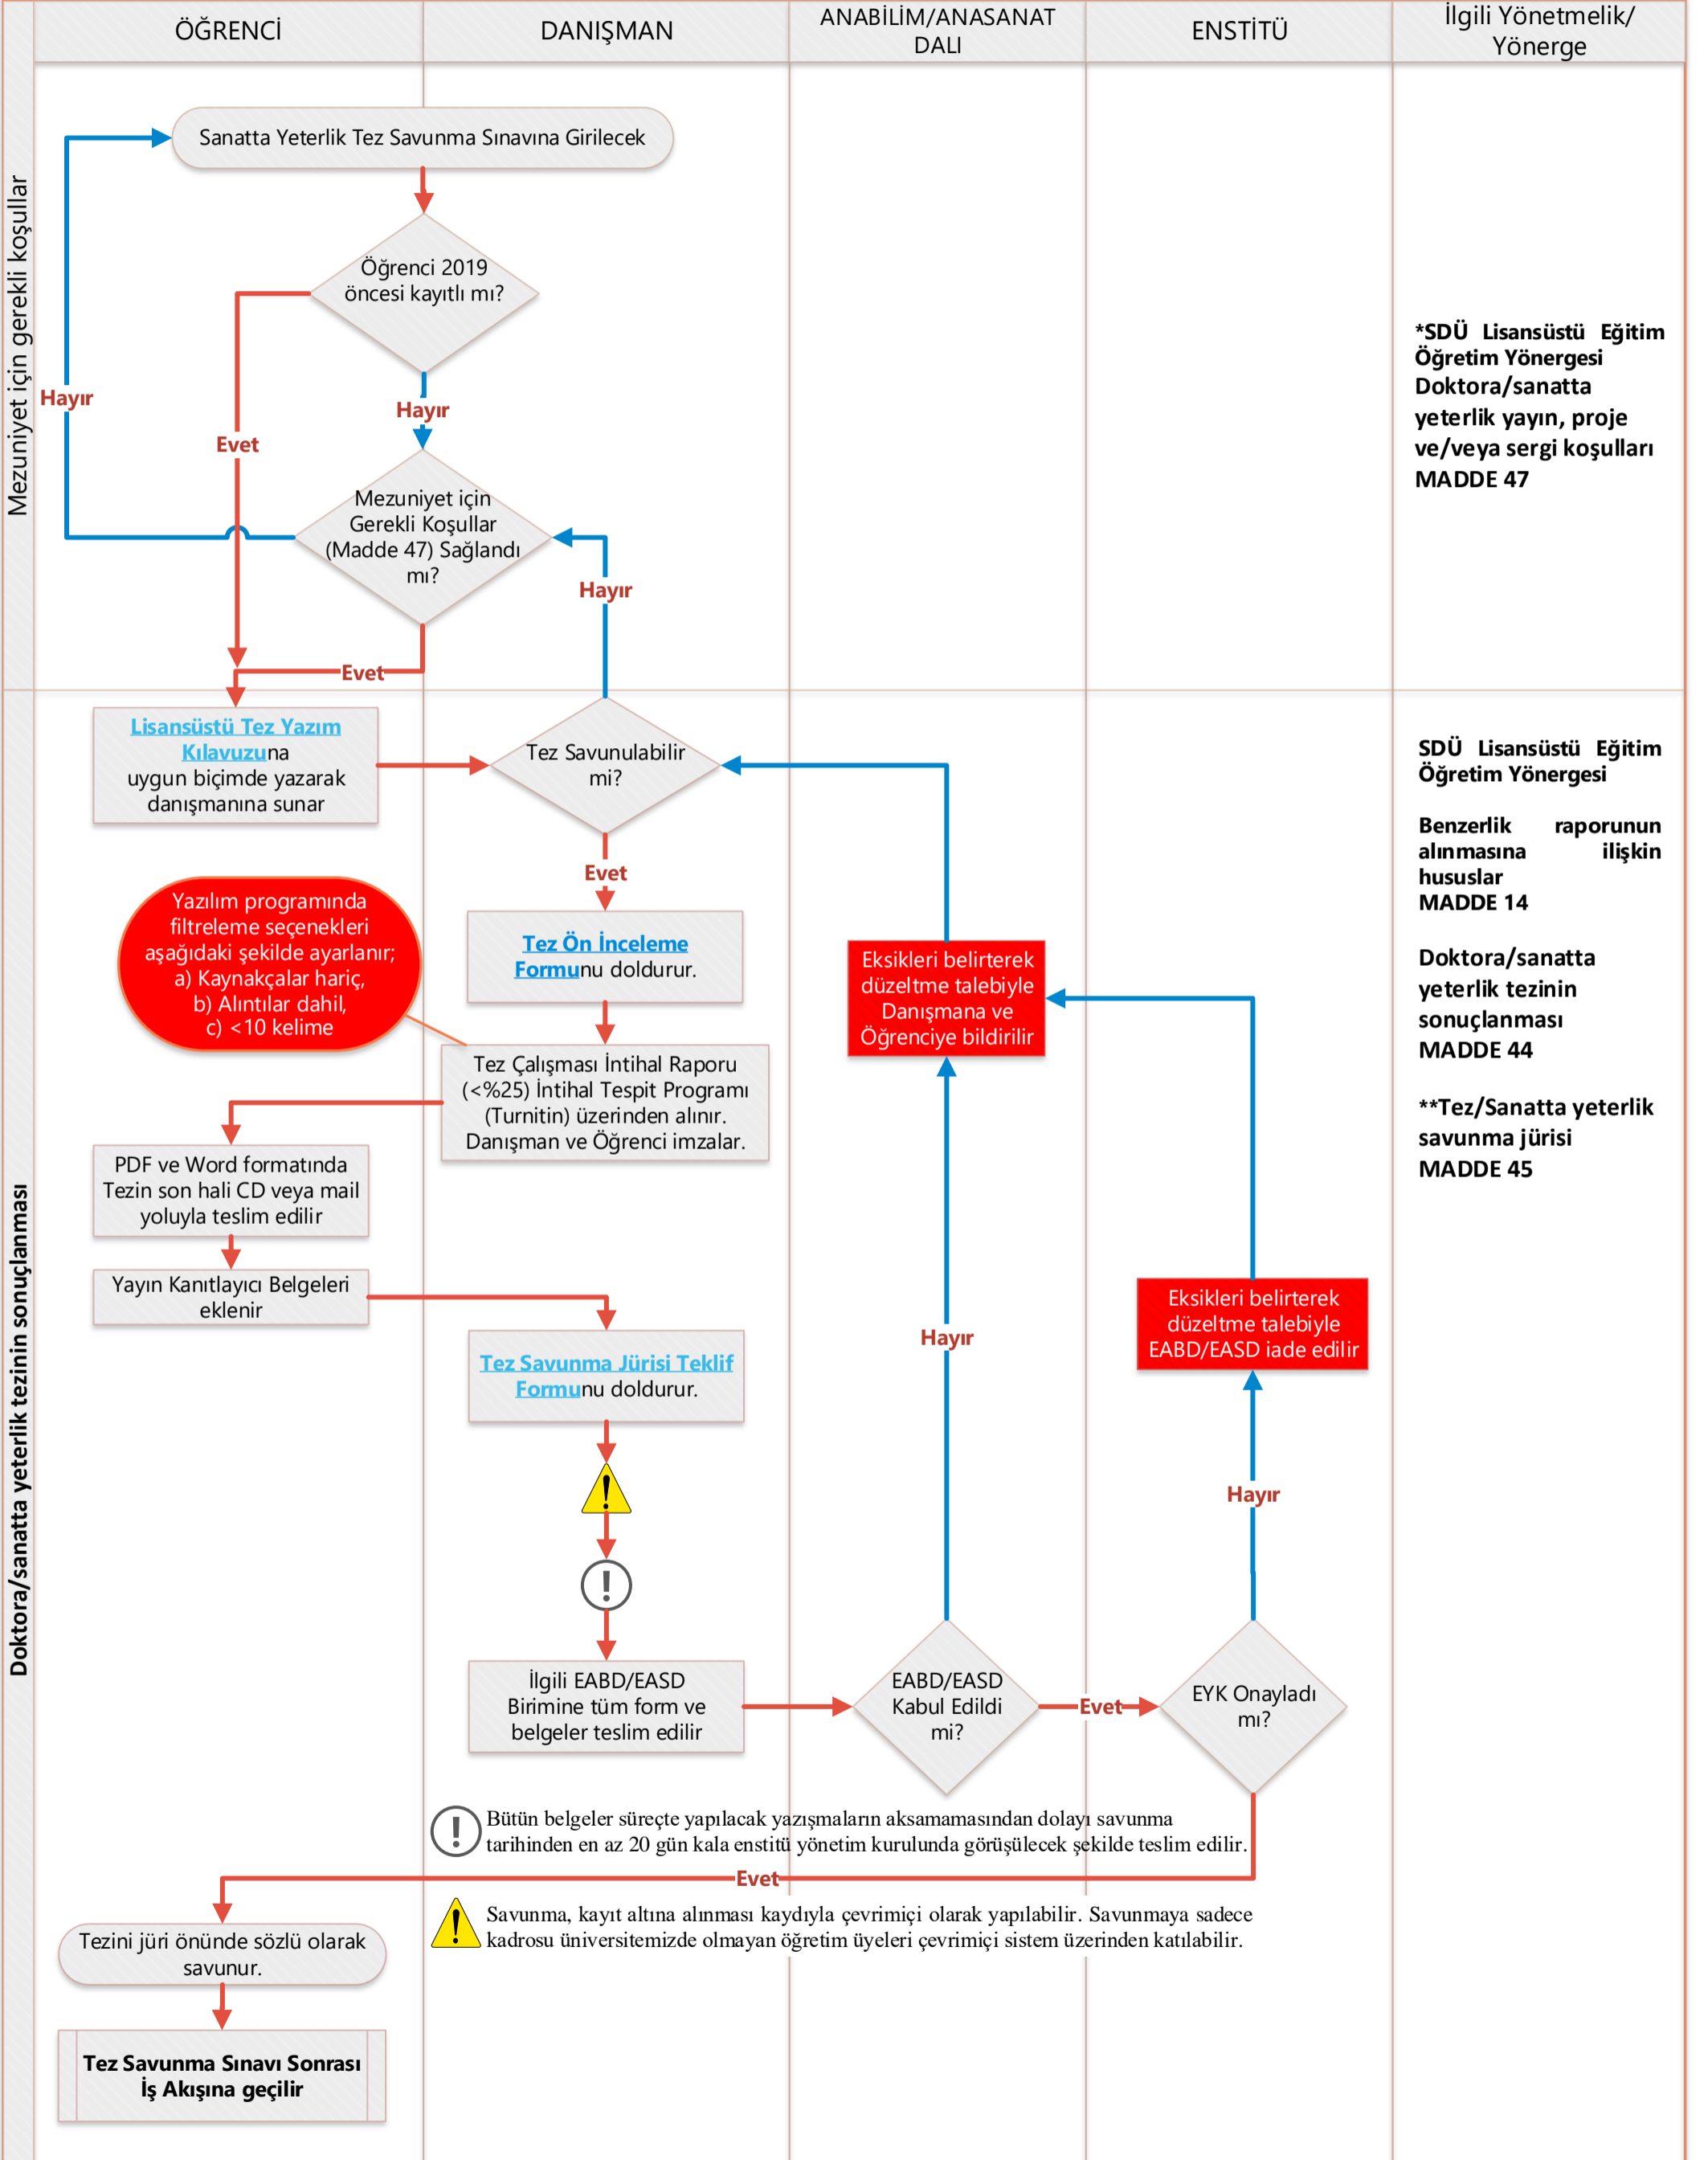 ÖĞRENCİ
DANIŞMAN
ANABİLİM/ANASANAT
DALI
ENSTİTÜ
İlgili Yönetmelik/
Yönerge
Mezuniyet için gerekli koşullar
Sanatta Yeterlik Tez Savunma Sınavına Girilecek
Öğrenci 2019
öncesi kayıtlı mı?
Hayır
Hayır
Evet
Mezuniyet için
Gerekli Koşullar
(Madde 47) Sağlandı
mı?
Hayır
Evet
*SDÜ Lisansüstü Eğitim
Öğretim Yönergesi
Doktora/sanatta
yeterlik yayın, proje
ve/veya sergi koşulları
MADDE 47
Doktora/sanatta yeterlik tezinin sonuçlanması
Lisansüstü Tez Yazım
Kılavuzuna
uygun biçimde yazarak
danışmanına sunar
Tez Savunulabilir
mi?
Evet
Yazılım programında
filtreleme seçenekleri
aşağıdaki şekilde ayarlanır;
a) Kaynakçalar hariç,
b) Alıntılar dahil,
c) <10 kelime
Tez Ön İnceleme
Formunu doldurur.
Eksikleri belirterek
düzeltme talebiyle
Danışmana ve
Öğrenciye bildirilir
Tez Çalışması İntihal Raporu
(<%25) İntihal Tespit Programı
(Turnitin) üzerinden alınır.
Danışman ve Öğrenci imzalar.
PDF ve Word formatında
Tezin son hali CD veya mail
yoluyla teslim edilir
Yayın Kanıtlayıcı Belgeleri
eklenir
Tez Savunma Jürisi Teklif
Formunu doldurur.
Hayır
Eksikleri belirterek
düzeltme talebiyle
EABD/EASD iade edilir
Hayır
SDÜ Lisansüstü Eğitim
Öğretim Yönergesi
Benzerlik raporunun
alınmasına ilişkin
hususlar
MADDE 14
Doktora/sanatta
yeterlik tezinin
sonuçlanması
MADDE 44
**Tez/Sanatta yeterlik
savunma jürisi
MADDE 45
!
!
İlgili EABD/EASD
Birimine tüm form ve
belgeler teslim edilir
EABD/EASD
Kabul Edildi
mi?
Evet
EYK Onayladı
mı?
! Bütün belgeler süreçte yapılacak yazışmaların aksamamasından dolayı savunma
tarihinden en az 20 gün kala enstitü yönetim kurulunda görüşülecek şekilde teslim edilir.
Evet
! Savunma, kayıt altına alınması kaydıyla çevrimiçi olarak yapılabilir. Savunmaya sadece
kadrosu üniversitemizde olmayan öğretim üyeleri çevrimiçi sistem üzerinden katılabilir.
Tezini jüri önünde sözlü olarak
savunur.
Tez Savunma Sınavı Sonrası
İş Akışına geçilir